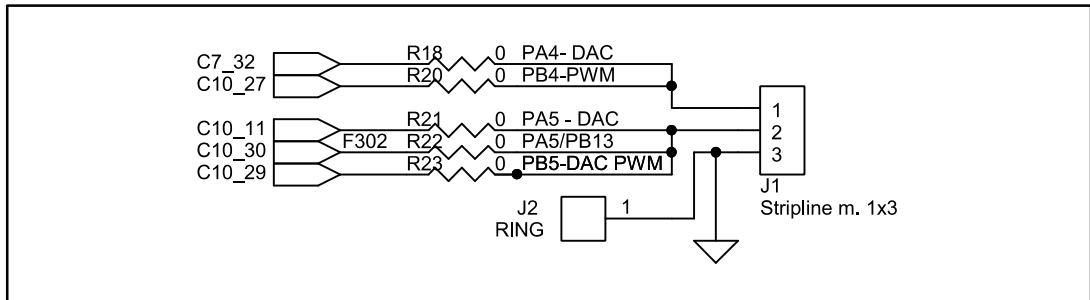 C7_32 R18 0 PA4- DAC
C10_27 R20 0 PB4-PWM
1
C10_11 R21 0 PA5 - DAC
2
C10_30 F302 R22 0 PA5/PB13
3
C10_29 R23 0 PB5-DAC PWM
J1
J2 1
Stripline m. 1x3
RING